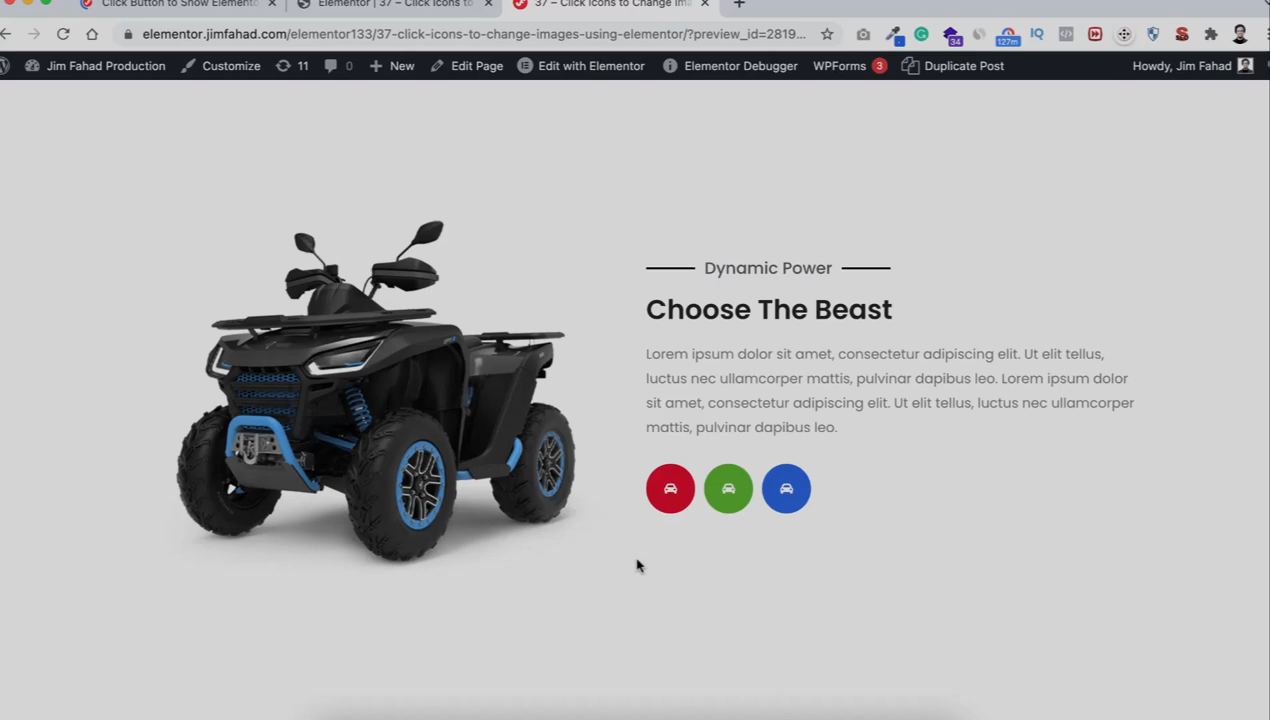 Click Button to Show Elemento
Elementor | 37 – Click Icons to
37 – Click Icons to Change Ima
elementor.jimfahad.com/elementor133/37-click-icons-to-change-images-using-elementor/?preview_id=2819...
34
127m
IQ
Jim Fahad Production
Customize
11
0
New
Edit Page
Edit with Elementor
Elementor Debugger
WPForms 3
Duplicate Post
Howdy, Jim Fahad
Dynamic Power
Choose The Beast
Lorem ipsum dolor sit amet, consectetur adipiscing elit. Ut elit tellus,
luctus nec ullamcorper mattis, pulvinar dapibus leo. Lorem ipsum dolor
sit amet, consectetur adipiscing elit. Ut elit tellus, luctus nec ullamcorper
mattis, pulvinar dapibus leo.